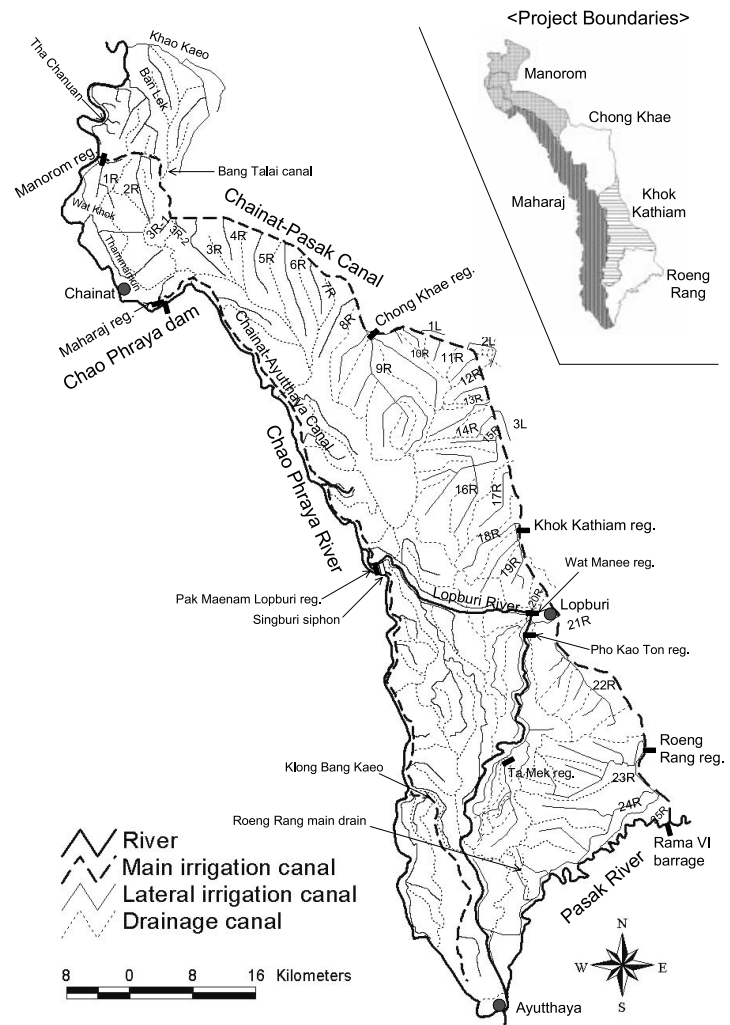 <Project Boundaries>
Manorom
Chong Khae
Maharaj
Khok
Kathiam
Roeng
Rang
Khao Kaeo
Tha Chanuan
Ban Lek
Manorom reg.
Bang Talai canal
1R
2R
Wat Khok
3R-1
3R-2
Chainat-Pasak Canal
3R
4R
5R
6R
7R
8R
Chainat
Maharaj reg.
Chao Phraya dam
Chong Khae reg.
1L
2L
9R
10R
11R
12R
13R
14R
15R
3L
Chainat-Ayutthaya Canal
Chao Phraya River
16R
17R
18R
Khok Kathiam reg.
19R
Wat Manee reg.
Pak Maenam Lopburi reg.
Singburi siphon
Lopburi River
20R
Lopburi
21R
Pho Kao Ton reg.
22R
Roeng
Rang reg.
Klong Bang Kaeo
Ta Mek reg.
23R
24R
25R
Roeng Rang main drain
Rama VI
barrage
Pasak River
River
Main irrigation canal
Lateral irrigation canal
Drainage canal
8 0 8 16 Kilometers
N
W E
S
Ayutthaya